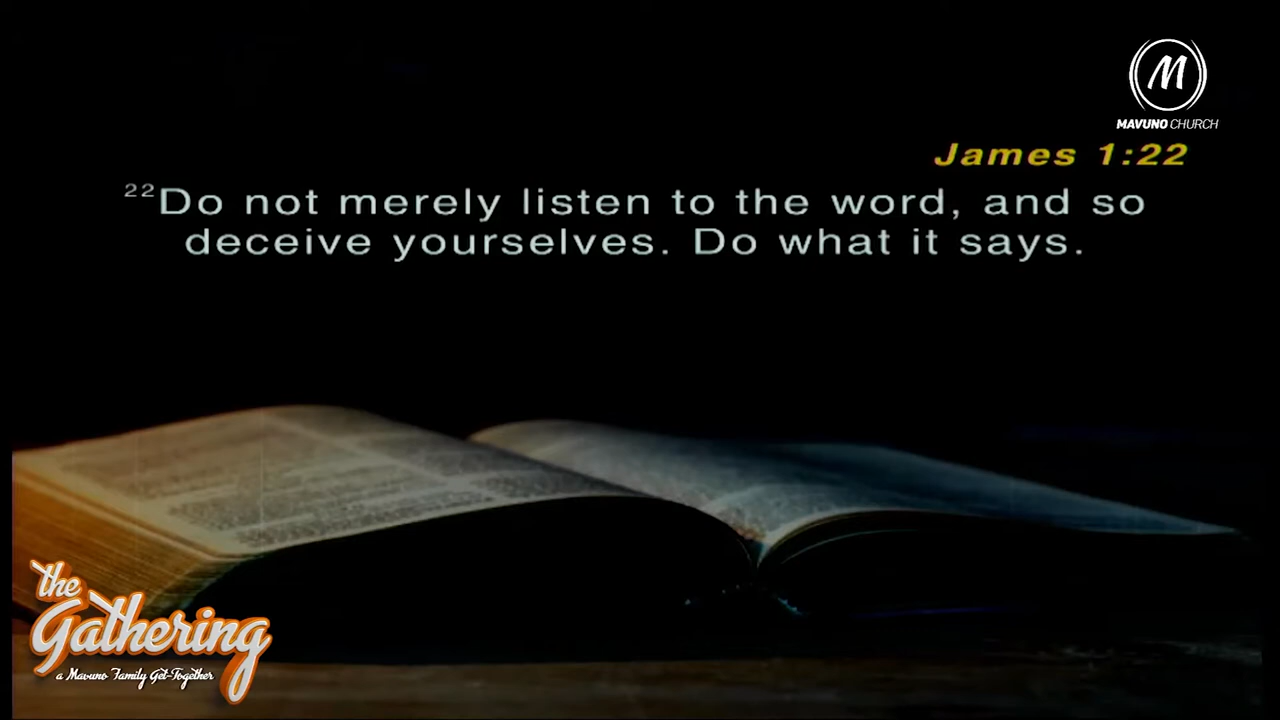 M
MAVUNO CHURCH
James 1:22
22Do not merely listen to the word, and so
deceive yourselves. Do what it says.
the
Gathering
a Mavuno Family Get-Together